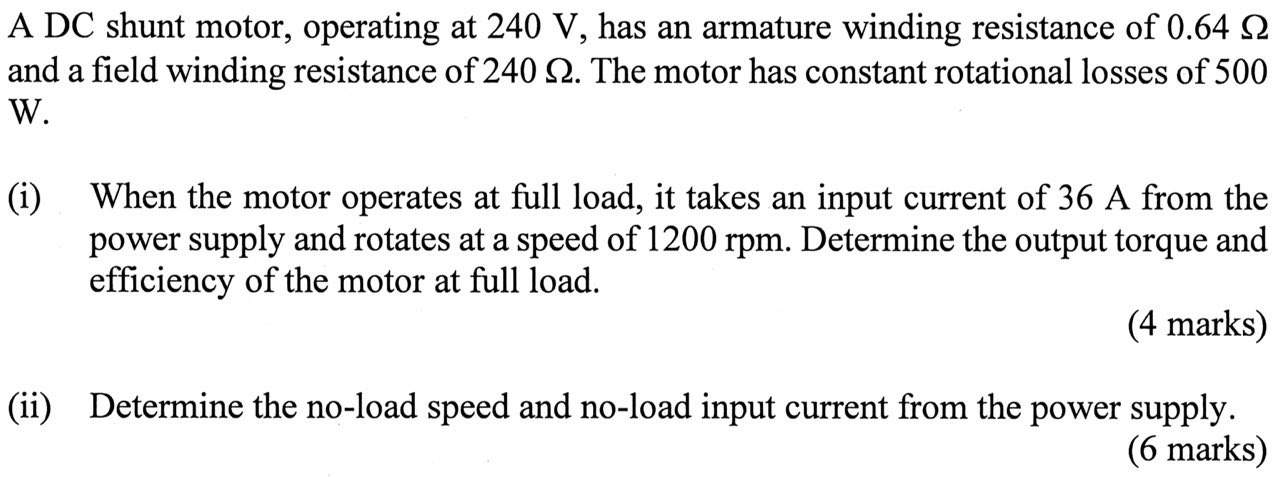 A DC shunt motor, operating at 240 V, has an armature winding resistance of 0.64 Ω
and a field winding resistance of 240 Ω. The motor has constant rotational losses of 500
W.
(i) When the motor operates at full load, it takes an input current of 36 A from the
power supply and rotates at a speed of 1200 rpm. Determine the output torque and
efficiency of the motor at full load.
(4 marks)
(ii) Determine the no-load speed and no-load input current from the power supply.
(6 marks)